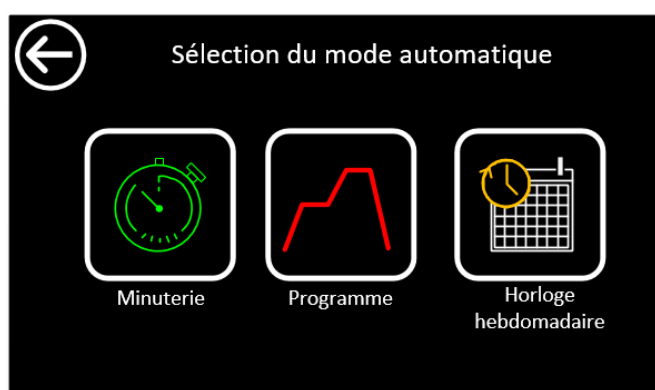 Sélection du mode automatique
Minuterie
Programme
Horloge
hebdomadaire